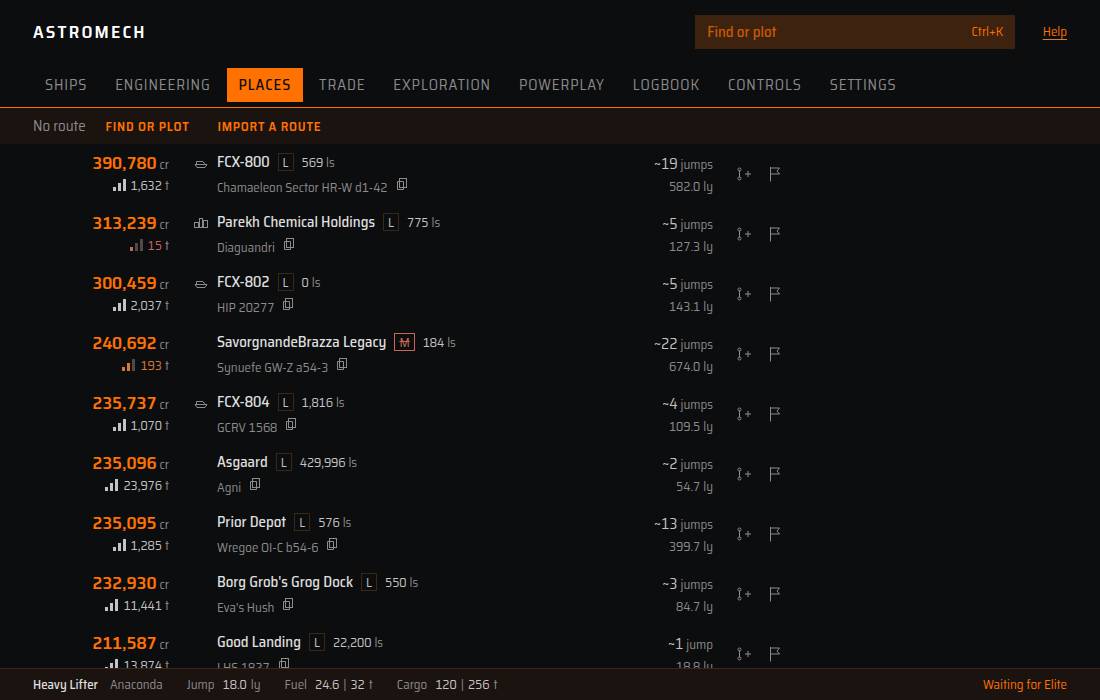 ASTROMECH
Find or plot Ctrl+K Help
SHIPS ENGINEERING PLACES TRADE EXPLORATION POWERPLAY LOGBOOK CONTROLS SETTINGS
No route FIND OR PLOT IMPORT A ROUTE
390,780 cr FCX-800 L 569 ls ~19 jumps
1,632 t Chamaeleon Sector HR-W d1-42 582.0 ly
313,239 cr Parekh Chemical Holdings L 775 ls ~5 jumps
15 t Diaguandri 127.3 ly
300,459 cr FCX-802 L 0 ls ~5 jumps
2,037 t HIP 20277 143.1 ly
240,692 cr SavorgnandeBrazza Legacy M 184 ls ~22 jumps
193 t Synuefe GW-Z a54-3 674.0 ly
235,737 cr FCX-804 L 1,816 ls ~4 jumps
1,070 t GCRV 1568 109.5 ly
235,096 cr Asgaard L 429,996 ls ~2 jumps
23,976 t Agni 54.7 ly
235,095 cr Prior Depot L 576 ls ~13 jumps
1,285 t Wregoe OI-C b54-6 399.7 ly
232,930 cr Borg Grob's Grog Dock L 550 ls ~3 jumps
11,441 t Eva's Hush 84.7 ly
211,587 cr Good Landing L 22,200 ls ~1 jump
13,874 t LHS 1827 18.8 ly
Heavy Lifter Anaconda Jump 18.0 ly Fuel 24.6 | 32 t Cargo 120 | 256 t Waiting for Elite